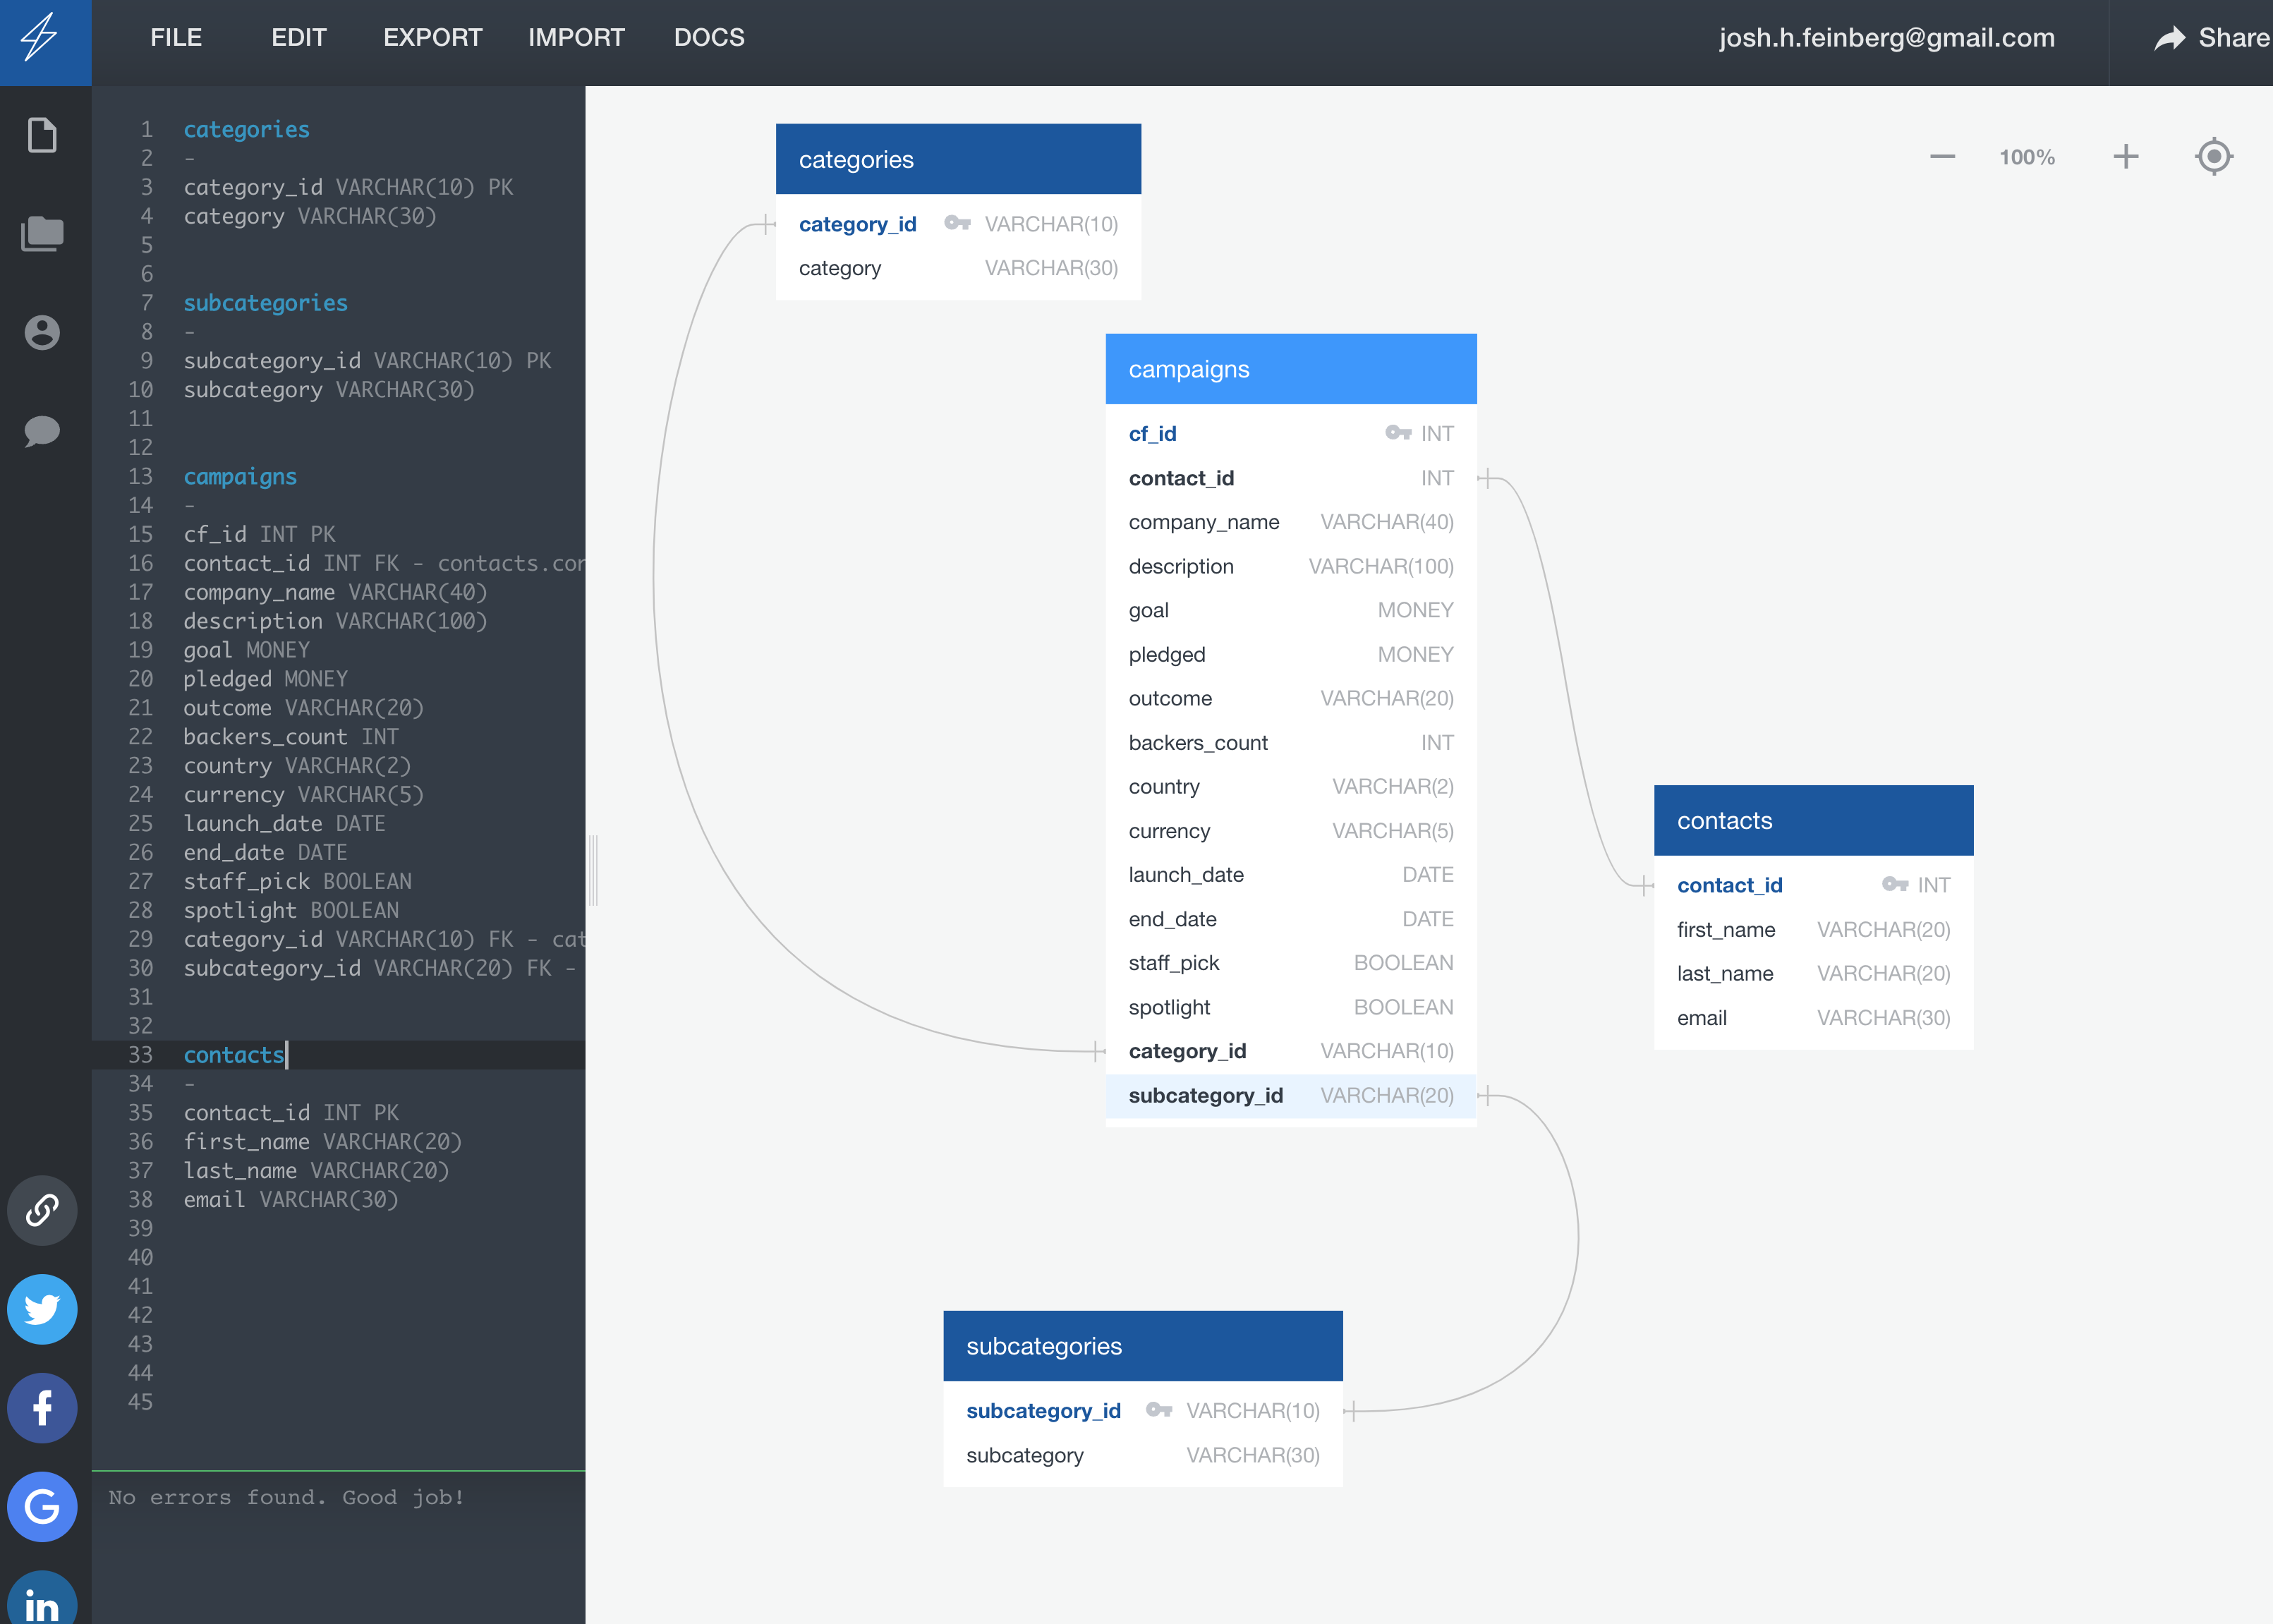 FILE EDIT EXPORT IMPORT DOCS josh.h.feinberg@gmail.com Share
1 categories
2 -
3 category_id VARCHAR(10) PK
4 category VARCHAR(30)
5
6
7 subcategories
8 -
9 subcategory_id VARCHAR(10) PK
10 subcategory VARCHAR(30)
11
12
13 campaigns
14 -
15 cf_id INT PK
16 contact_id INT FK - contacts.cor
17 company_name VARCHAR(40)
18 description VARCHAR(100)
19 goal MONEY
20 pledged MONEY
21 outcome VARCHAR(20)
22 backers_count INT
23 country VARCHAR(2)
24 currency VARCHAR(5)
25 launch_date DATE
26 end_date DATE
27 staff_pick BOOLEAN
28 spotlight BOOLEAN
29 category_id VARCHAR(10) FK - cat
30 subcategory_id VARCHAR(20) FK -
31
32
33 contacts
34 -
35 contact_id INT PK
36 first_name VARCHAR(20)
37 last_name VARCHAR(20)
38 email VARCHAR(30)
39
40
41
42
43
44
45
No errors found. Good job!
100%
categories
category_id VARCHAR(10)
category VARCHAR(30)
campaigns
cf_id INT
contact_id INT
company_name VARCHAR(40)
description VARCHAR(100)
goal MONEY
pledged MONEY
outcome VARCHAR(20)
backers_count INT
country VARCHAR(2)
currency VARCHAR(5)
launch_date DATE
end_date DATE
staff_pick BOOLEAN
spotlight BOOLEAN
category_id VARCHAR(10)
subcategory_id VARCHAR(20)
contacts
contact_id INT
first_name VARCHAR(20)
last_name VARCHAR(20)
email VARCHAR(30)
subcategories
subcategory_id VARCHAR(10)
subcategory VARCHAR(30)
f
G
in